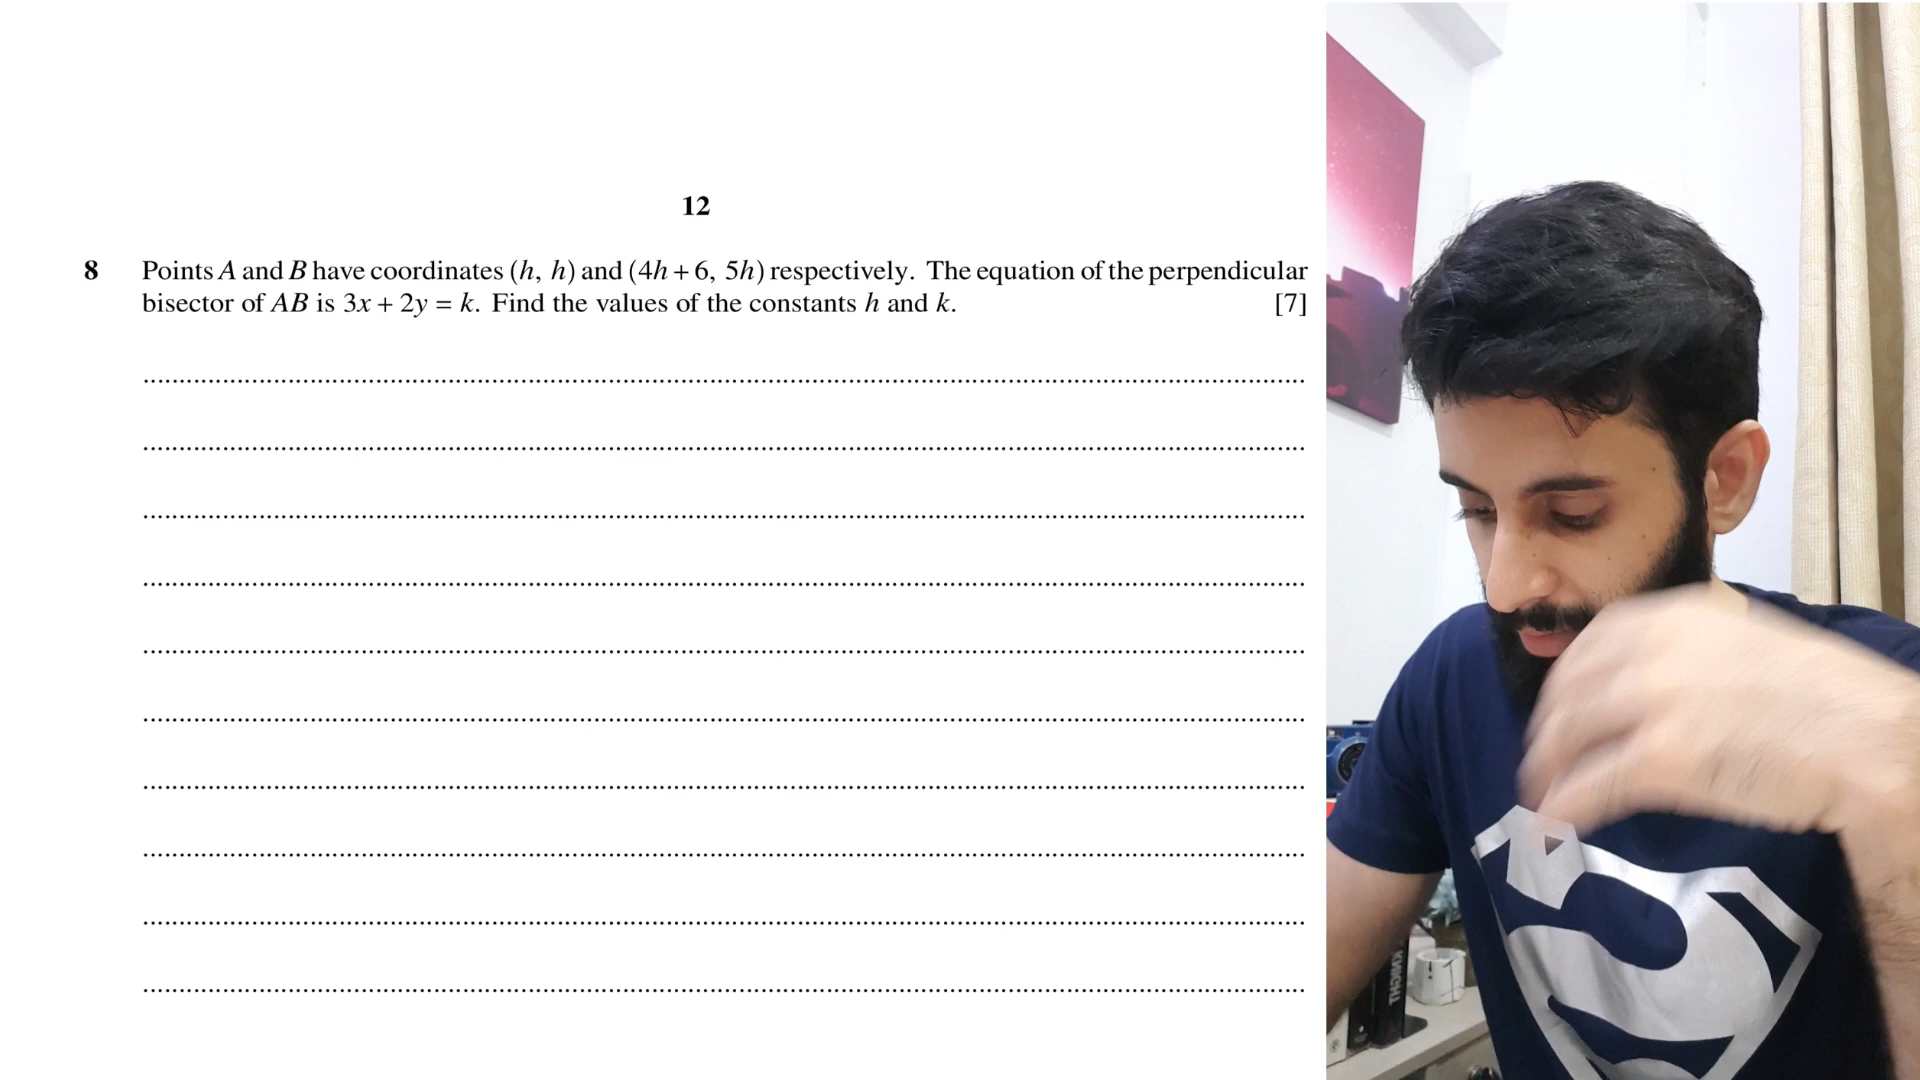 12
8 Points A and B have coordinates (h, h) and (4h + 6, 5h) respectively. The equation of the perpendicular
bisector of AB is 3x + 2y = k. Find the values of the constants h and k. [7]
KNIGHT